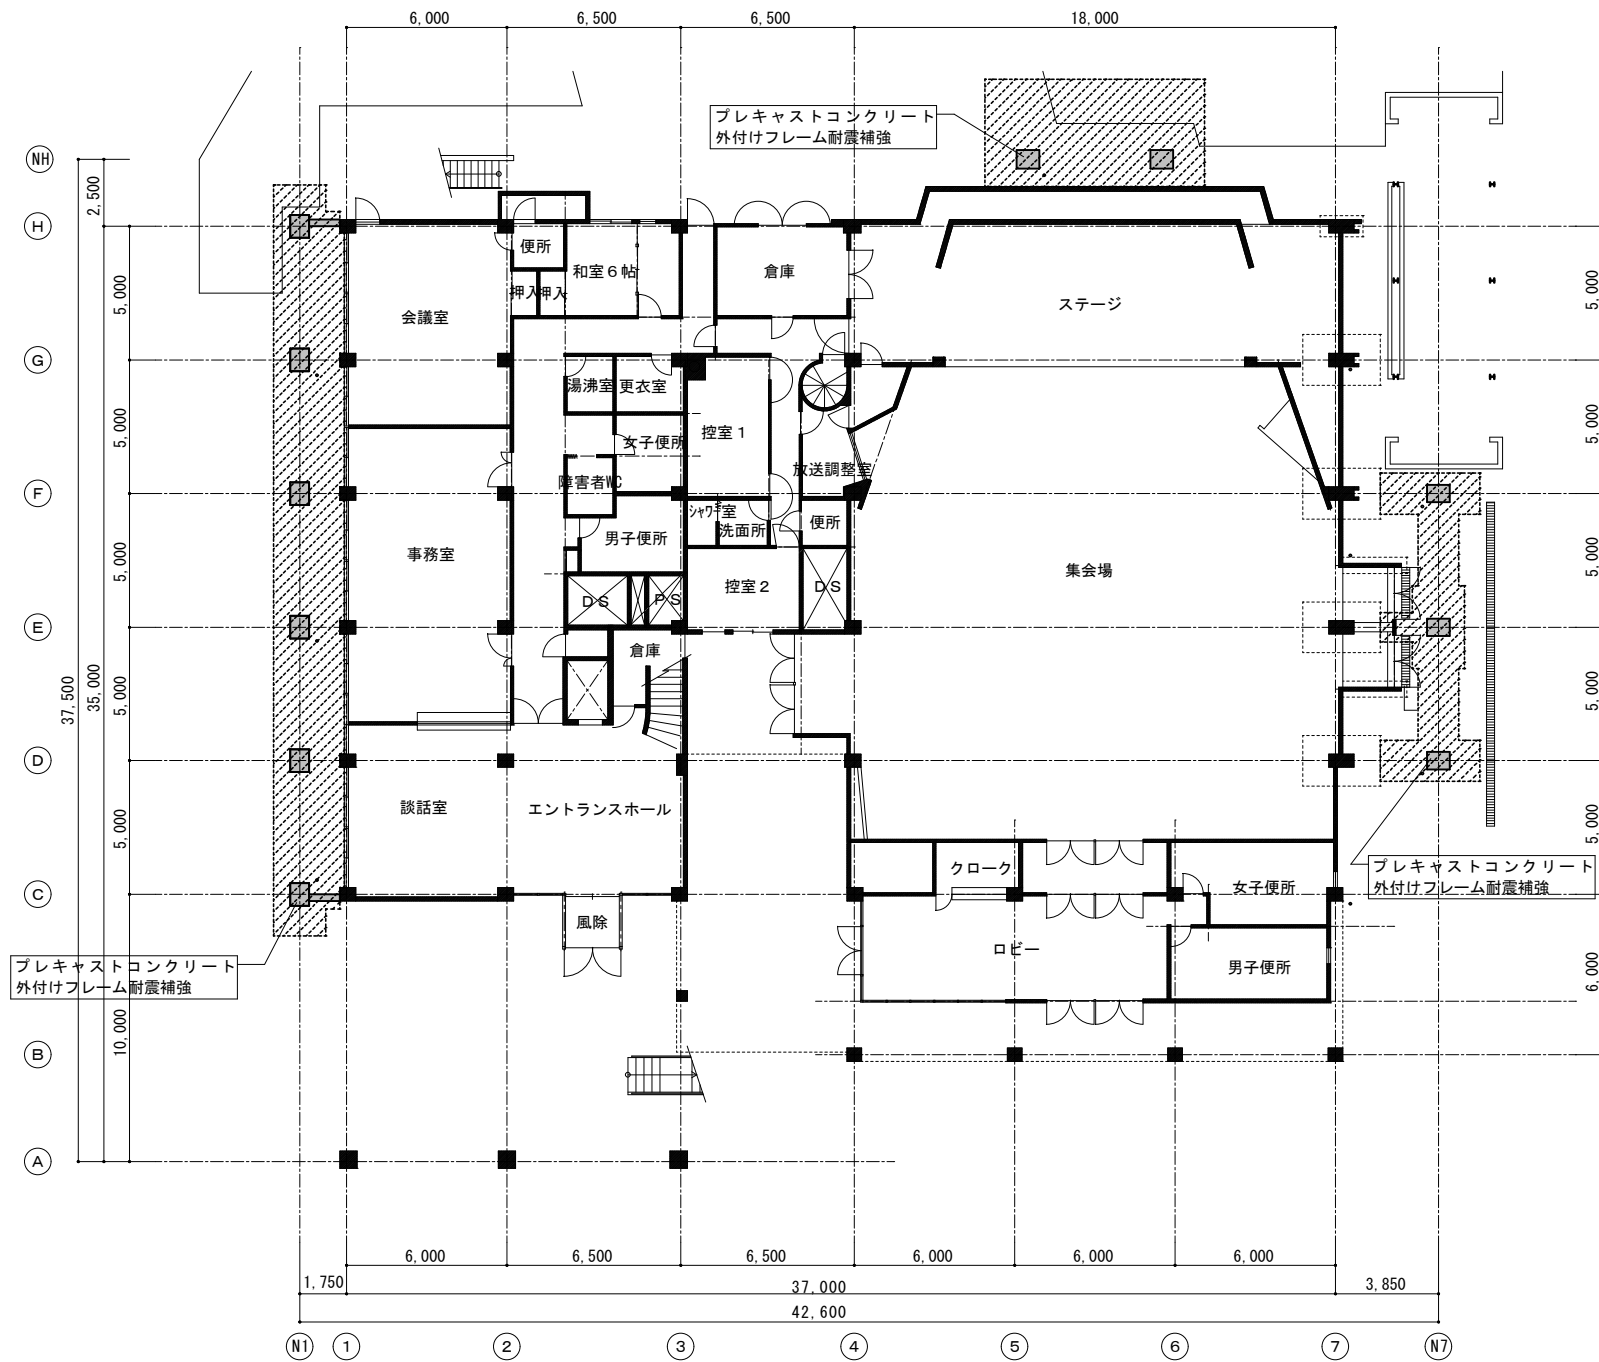 6,000
6,500
6,500
18,000
プレキャストコンクリート
外付けフレーム耐震補強
NH
2,500
H
便所
和室６帖
倉庫
押入
押入
5,000
会議室
ステージ
5,000
G
湯沸室
更衣室
控室１
5,000
女子便所
5,000
放送調整室
障害者WC
F
シャワー室
洗面所
便所
男子便所
事務室
5,000
集会場
5,000
控室２
ＤＳ
ＤＳ
ＰＳ
E
倉庫
37,500
35,000
5,000
5,000
D
談話室
エントランスホール
5,000
5,000
クローク
プレキャストコンクリート
外付けフレーム耐震補強
女子便所
C
風除
ロビー
男子便所
6,000
プレキャストコンクリート
外付けフレーム耐震補強
10,000
B
A
6,000
6,500
6,500
6,000
6,000
6,000
1,750
37,000
3,850
42,600
N1
1
2
3
4
5
6
7
N7